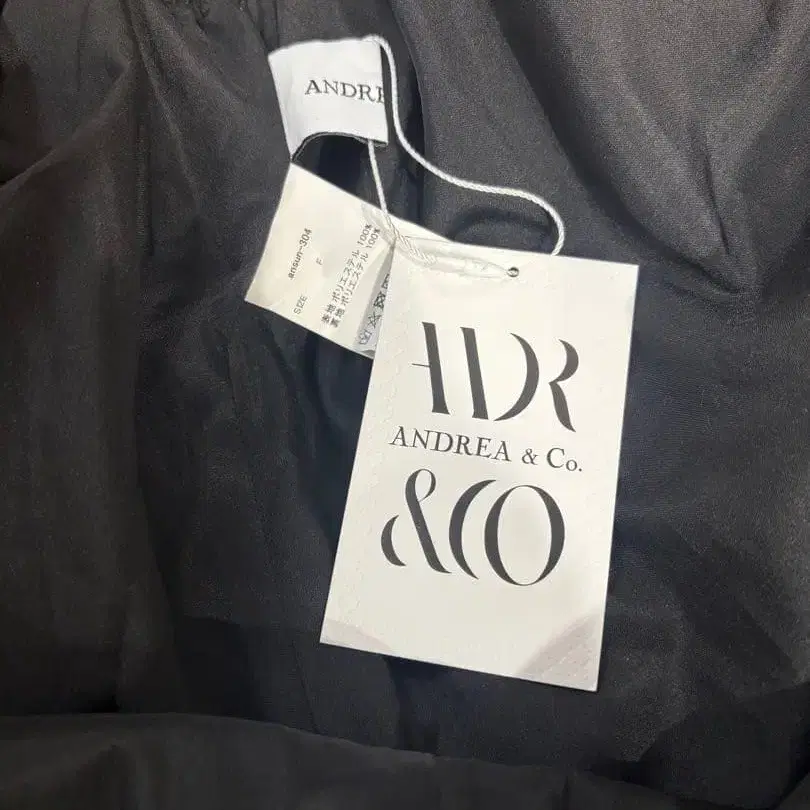 ANDRE
ansun-304
SIZE F
表地 ポリエステル 100%
裏地 ポリエステル 100%
ADR
ANDREA & Co.
&CO